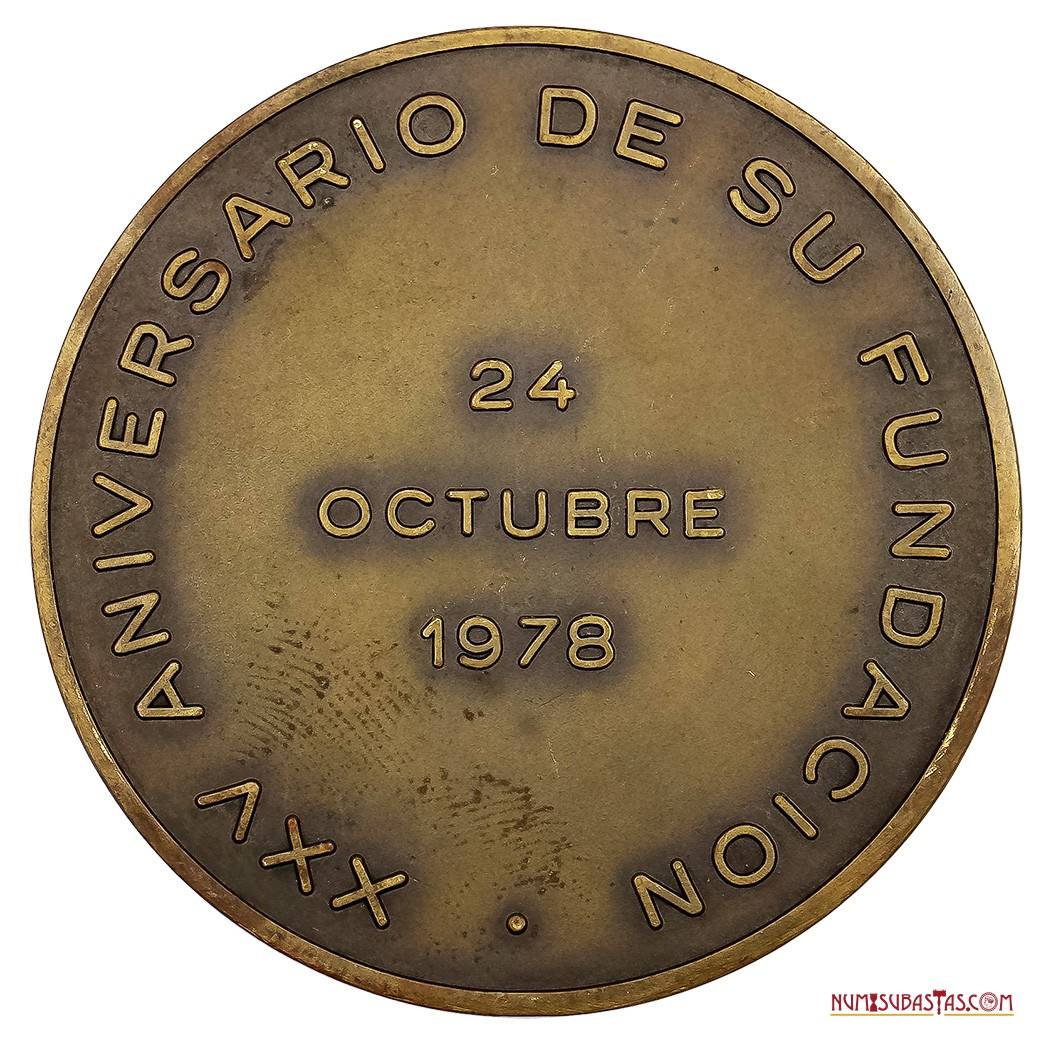 XXV ANIVERSARIO DE SU FUNDACION
24
OCTUBRE
1978
NUMISUBASTAS.COM